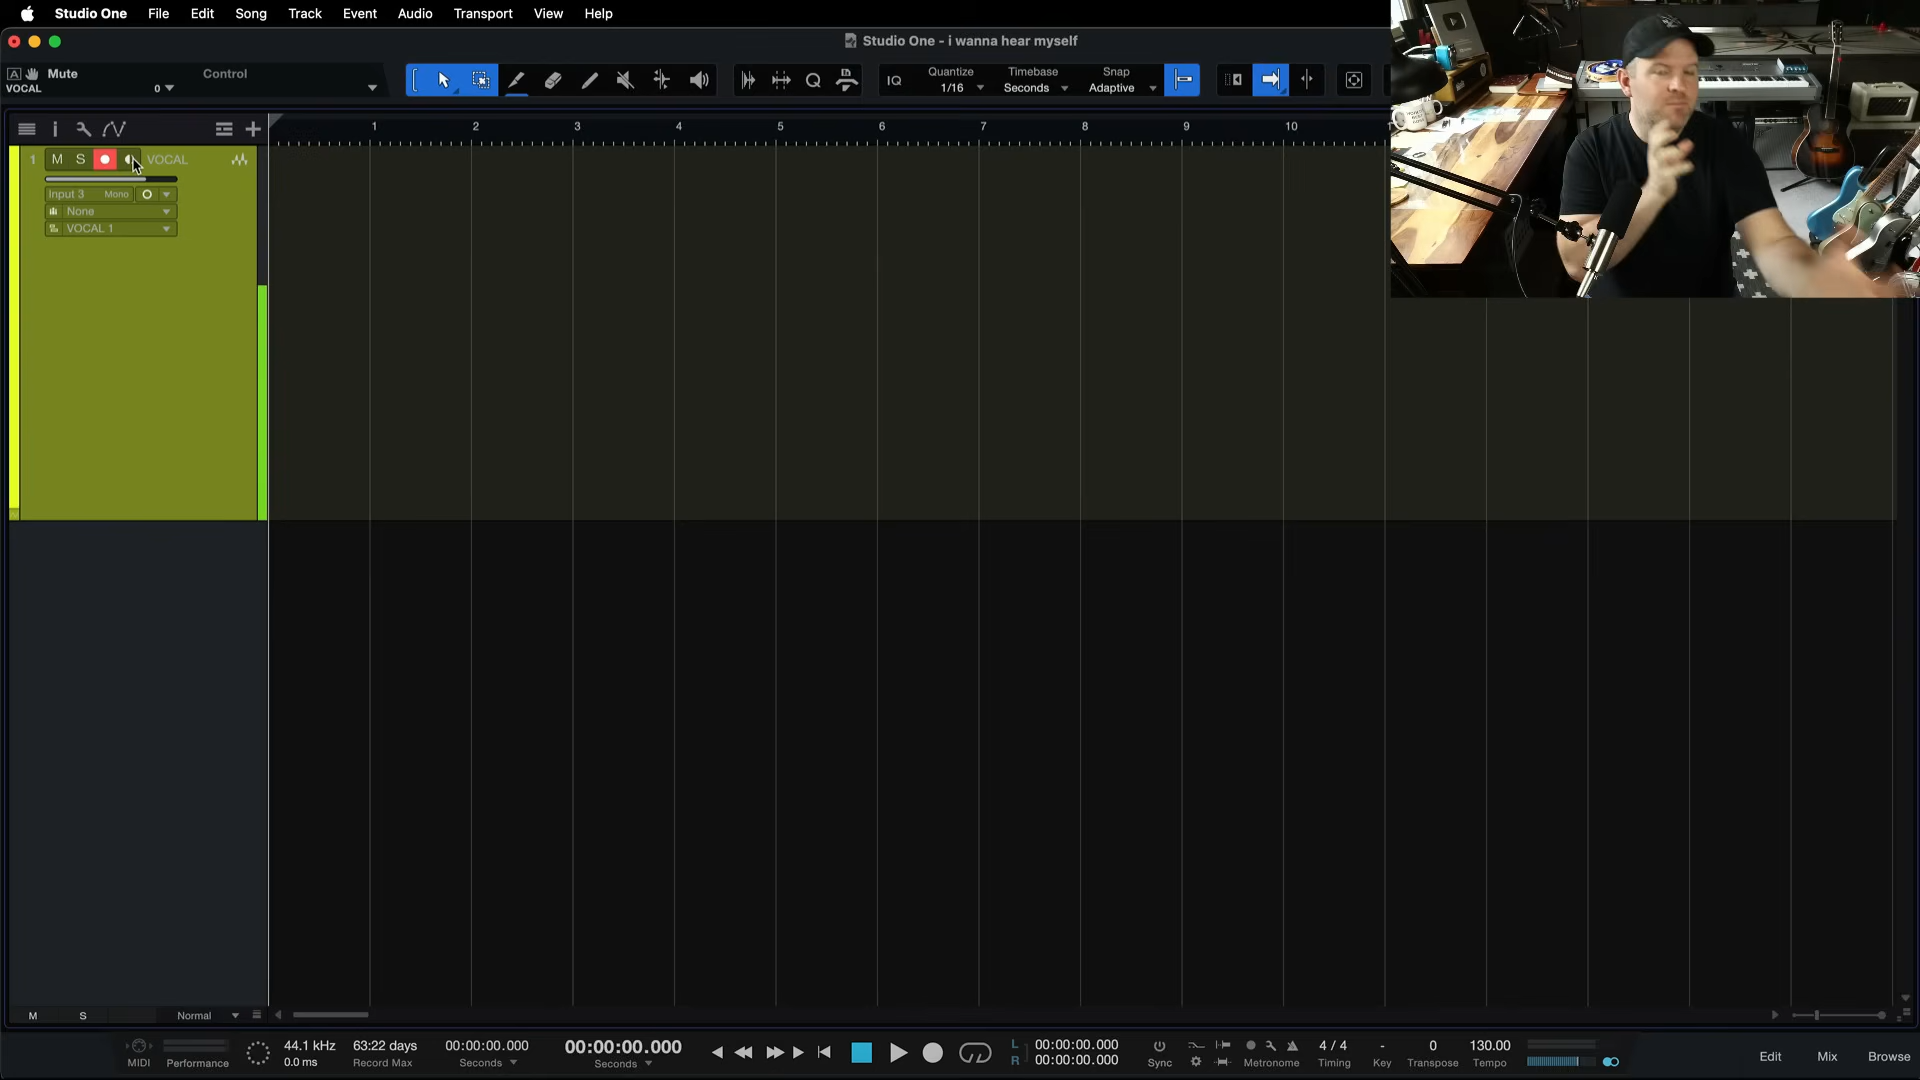 Studio One File Edit Song Track Event Audio Transport View Help
Studio One - i wanna hear myself
A Mute Control
VOCAL 0
IQ Quantize Timebase Snap
1/16 Seconds Adaptive
1 2 3 4 5 6 7 8 9 10
1 M S VOCAL
Input 3 Mono
None
VOCAL 1
M S Normal
MIDI Performance
44.1 kHz 63:22 days 00:00:00.000 00:00:00.000
0.0 ms Record Max Seconds Seconds
L 00:00:00.000
R 00:00:00.000
Sync Metronome
4 / 4 - 0 130.00
Timing Key Transpose Tempo
Edit Mix Browse